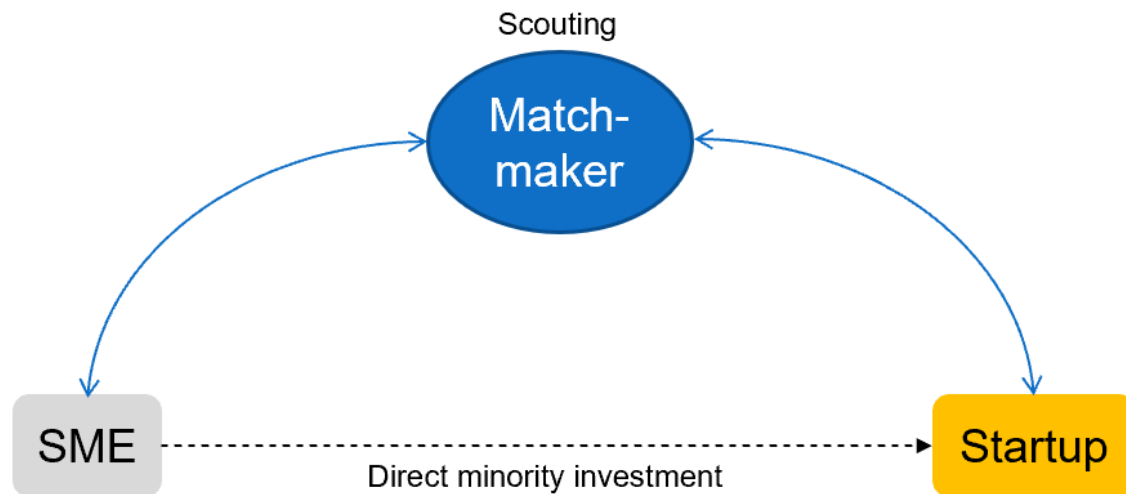 Scouting
Match-
maker
SME
Startup
Direct minority investment